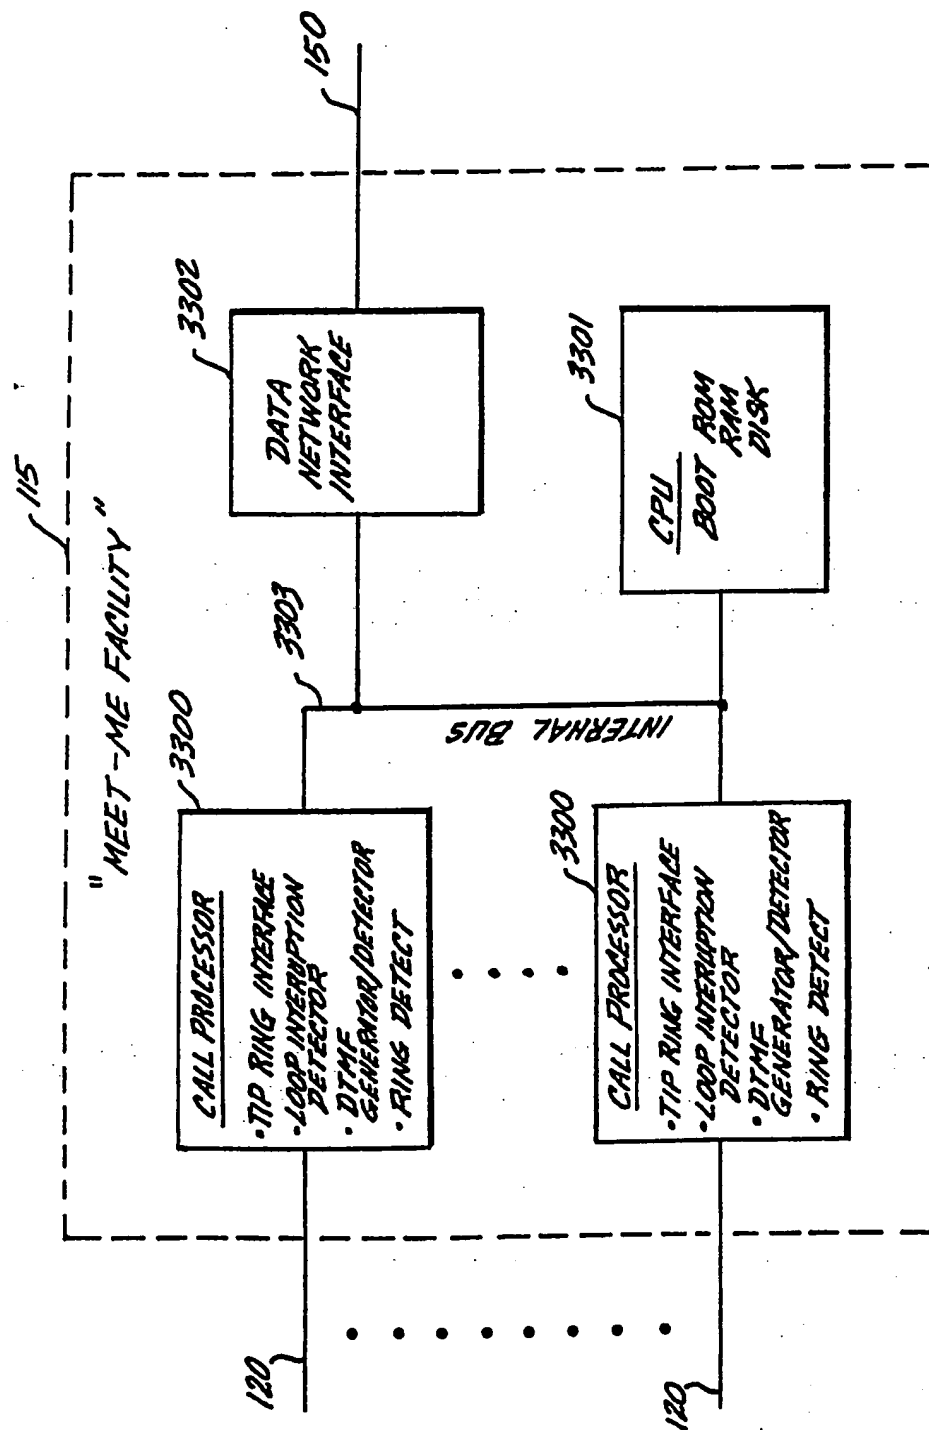 115
"MEET-ME FACILITY"
3300
CALL PROCESSOR
•TIP RING INTERFACE
•LOOP INTERUPTION
DETECTOR
•DTMF
GENERATOR/DETECTOR
•RING DETECT
120
3303
INTERNAL BUS
3302
DATA
NETWORK
INTERFACE
150
3300
CALL PROCESSOR
•TIP RING INTERFACE
•LOOP INTERRUPTION
DETECTOR
•DTMF
GENERATOR/DETECTOR
•RING DETECT
120
3301
CPU
BOOT ROM
RAM
DISK